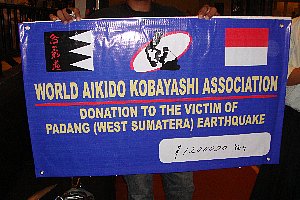 WORLD AIKIDO KOBAYASHI ASSOCIATION
DONATION TO THE VICTIM OF
PADANG (WEST SUMATERA) EARTHQUAKE